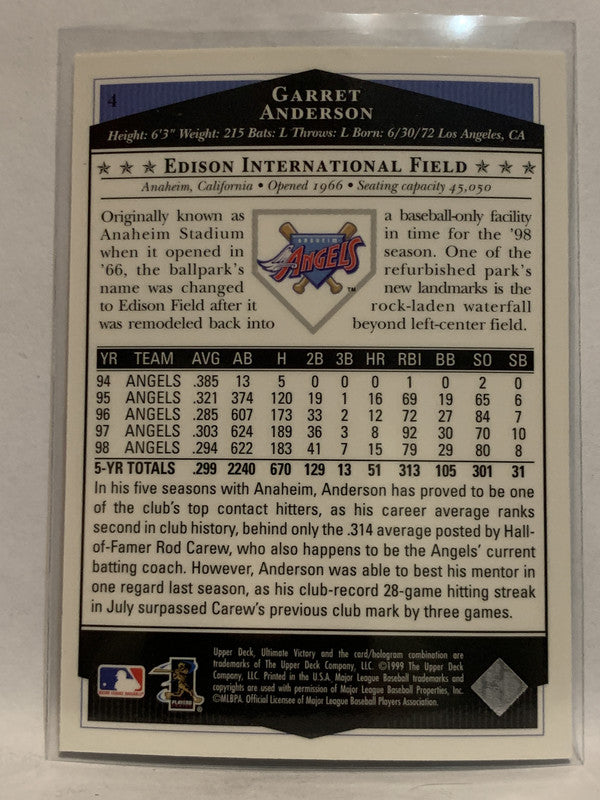 4
GARRET
ANDERSON
Height: 6'3" Weight: 215 Bats: L Throws: L Born: 6/30/72 Los Angeles, CA
★ ★ ★ EDISON INTERNATIONAL FIELD ★ ★ ★
Anaheim, California • Opened 1966 • Seating capacity 45,050
Originally known as
Anaheim Stadium
when it opened in
'66, the ballpark's
name was changed
to Edison Field after it
was remodeled back into
ANAHEIM
ANGELS
TM
a baseball-only facility
in time for the '98
season. One of the
refurbished park's
new landmarks is the
rock-laden waterfall
beyond left-center field.
YR TEAM AVG AB H 2B 3B HR RBI BB SO SB
94 ANGELS .385 13 5 0 0 0 1 0 2 0
95 ANGELS .321 374 120 19 1 16 69 19 65 6
96 ANGELS .285 607 173 33 2 12 72 27 84 7
97 ANGELS .303 624 189 36 3 8 92 30 70 10
98 ANGELS .294 622 183 41 7 15 79 29 80 8
5-YR TOTALS .299 2240 670 129 13 51 313 105 301 31
In his five seasons with Anaheim, Anderson has proved to be one
of the club's top contact hitters, as his career average ranks
second in club history, behind only the .314 average posted by Hall-
of-Famer Rod Carew, who also happens to be the Angels' current
batting coach. However, Anderson was able to best his mentor in
one regard last season, as his club-record 28-game hitting streak
in July surpassed Carew's previous club mark by three games.
Upper Deck, Ultimate Victory and the card/hologram combination are
trademarks of The Upper Deck Company, LLC. ©1999 The Upper Deck
Company, LLC. Printed in the U.S.A. Major League Baseball trademarks and
copyrights are used with permission of Major League Baseball Properties, Inc.
©MLBPA. Official Licensee of Major League Baseball Players Association.
PLAYERS